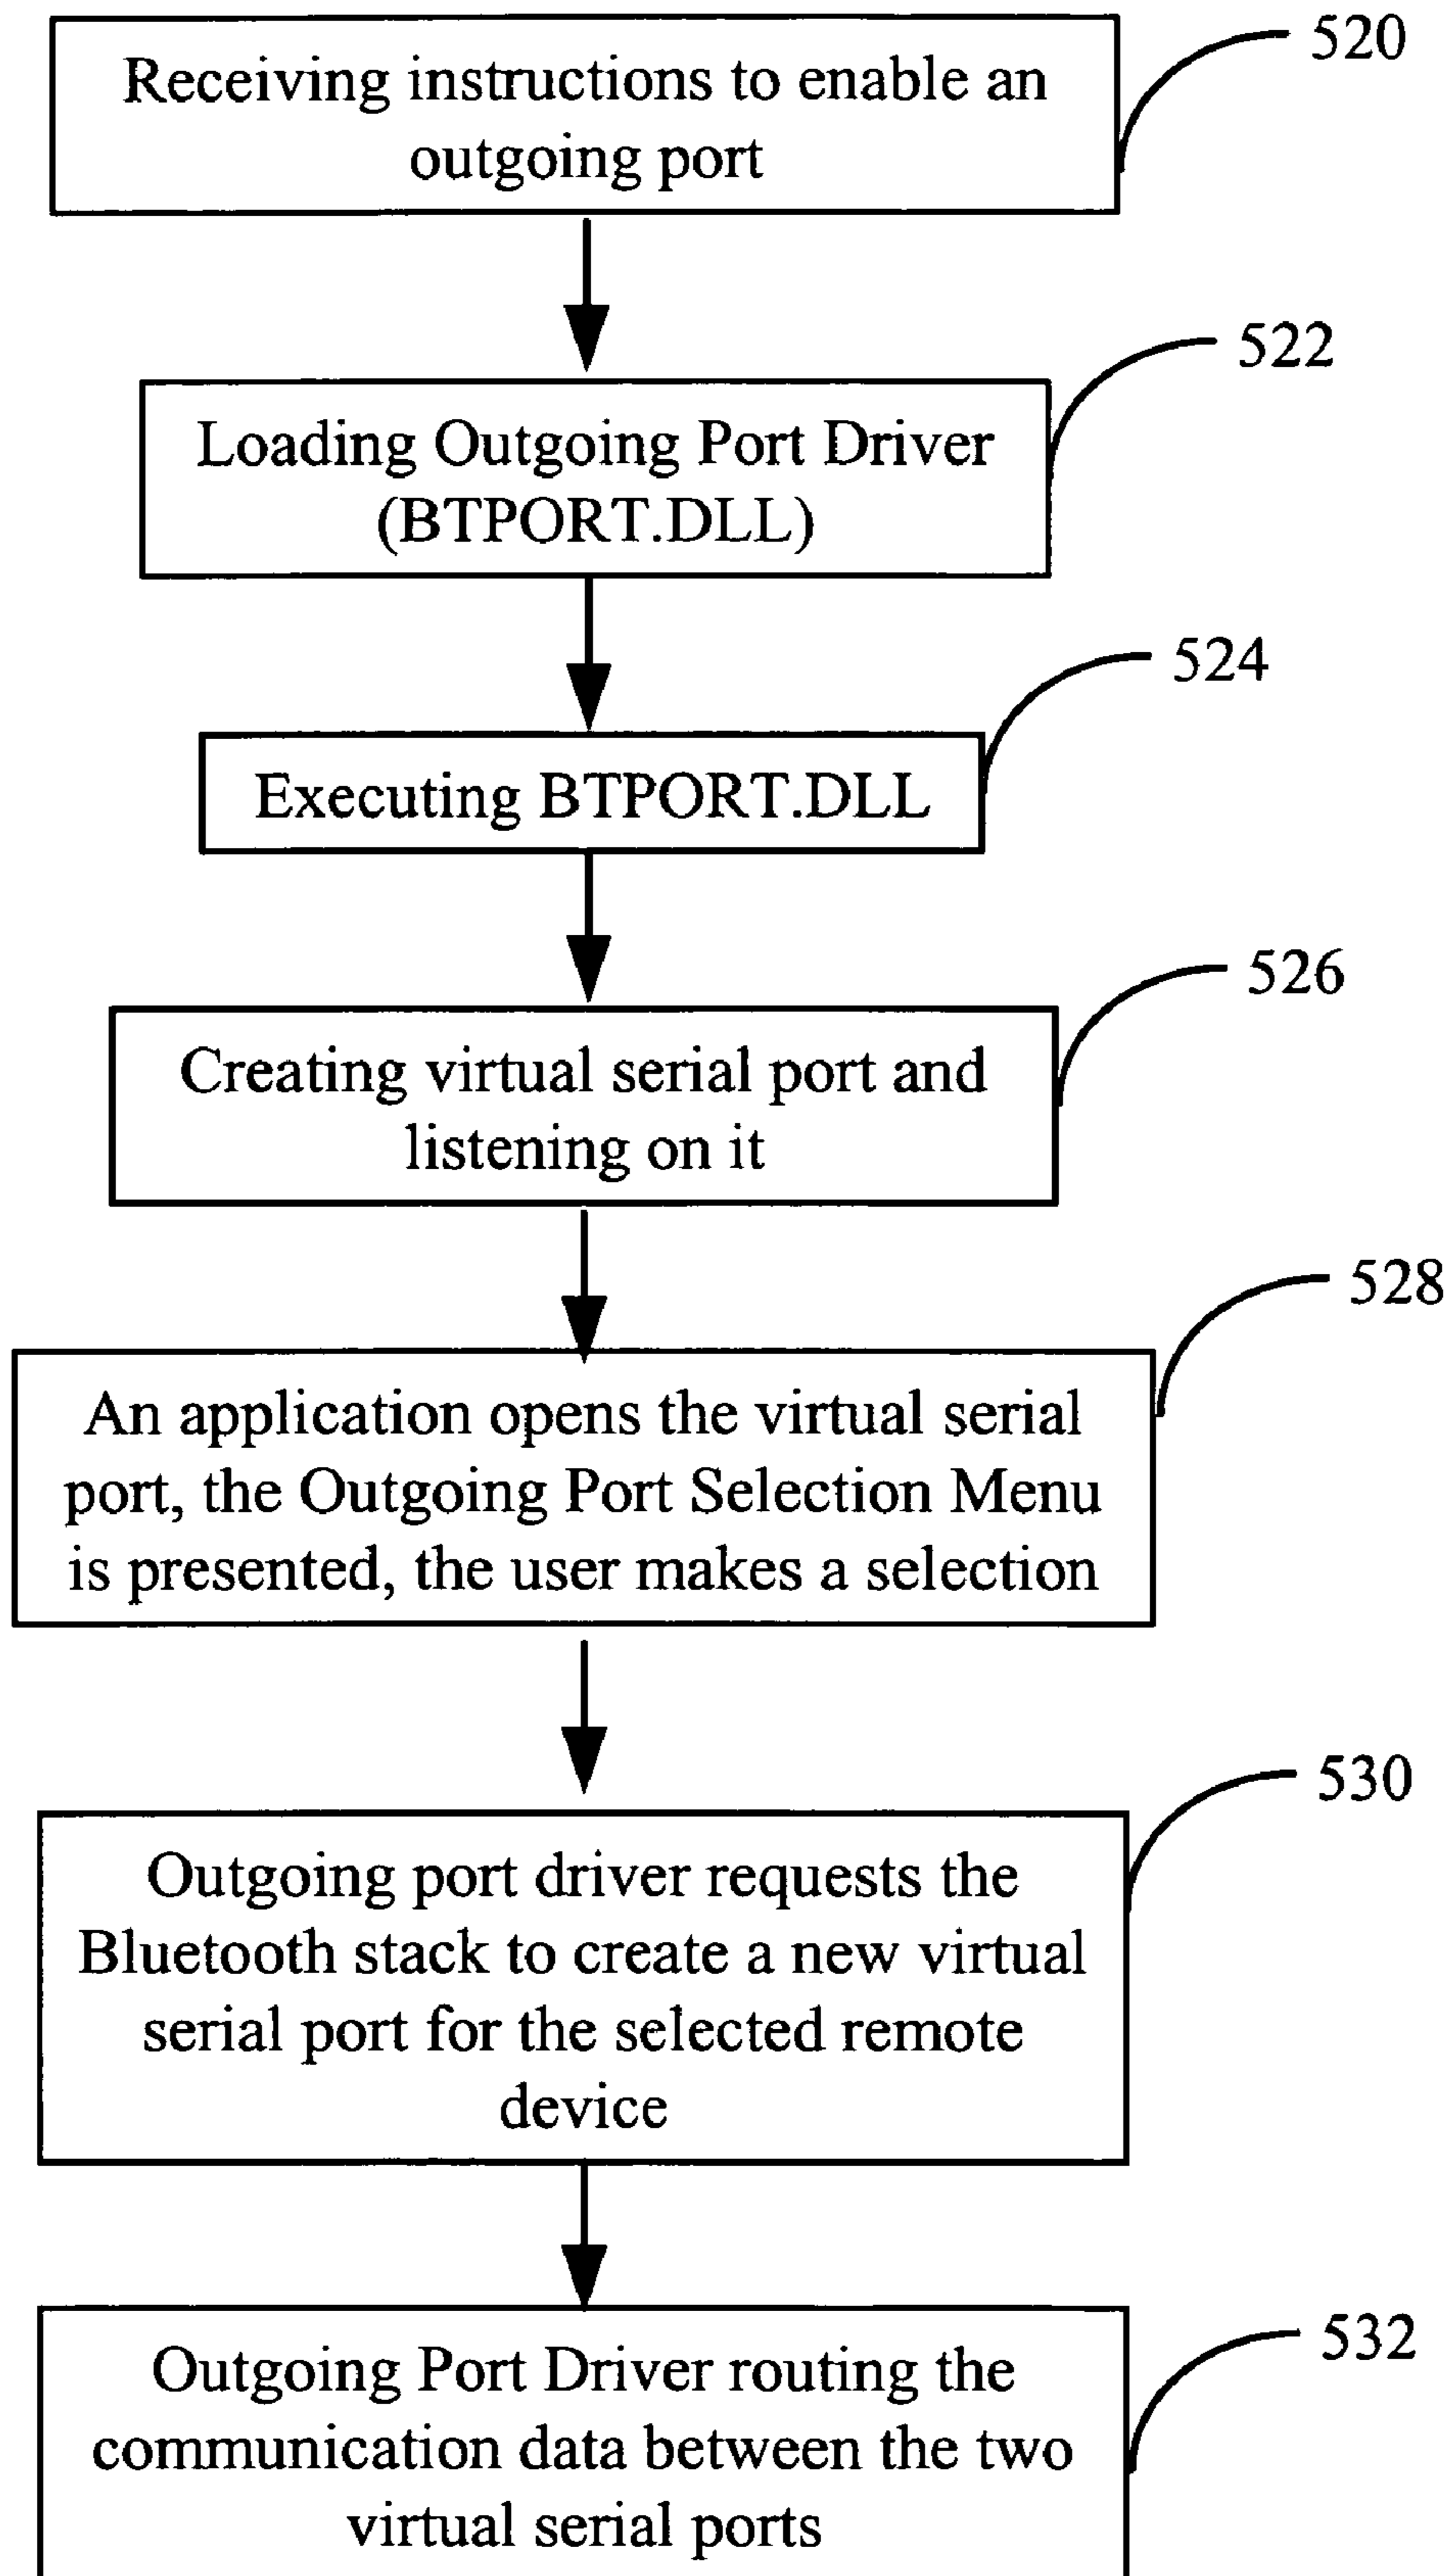 520
Receiving instructions to enable an
outgoing port
522
Loading Outgoing Port Driver
(BTPORT.DLL)
524
Executing BTPORT.DLL
526
Creating virtual serial port and
listening on it
528
An application opens the virtual serial
port, the Outgoing Port Selection Menu
is presented, the user makes a selection
530
Outgoing port driver requests the
Bluetooth stack to create a new virtual
serial port for the selected remote
device
532
Outgoing Port Driver routing the
communication data between the two
virtual serial ports